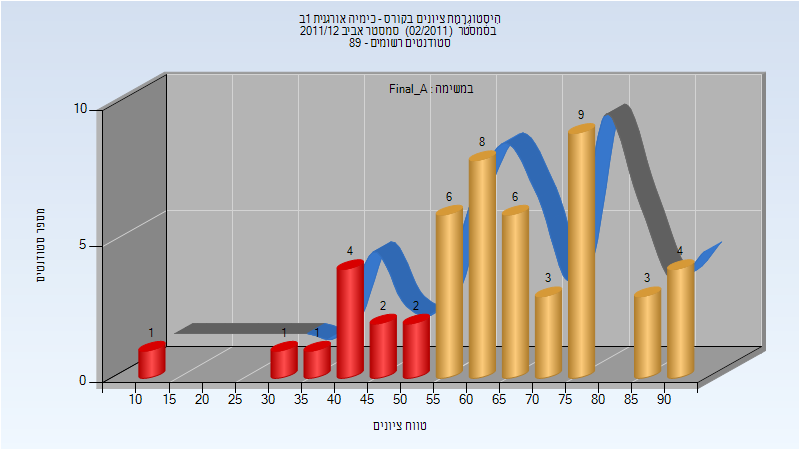 היסטוגרמת ציונים בקורס - כימיה אורגנית 1ב
בסמסטר (02/2011) סמסטר אביב 2011/12
סטודנטים רשומים - 89
במשימה : Final_A
מספר סטודנטים
10
5
0
1
1
1
4
2
2
6
8
6
3
9
3
4
10 15 20 25 30 35 40 45 50 55 60 65 70 75 80 85 90
טווח ציונים